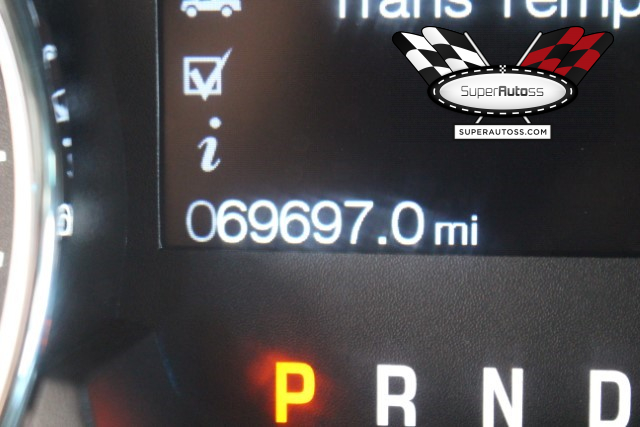 Trans Temp
SuperAutoss
SUPERAUTOSS.COM
i
069697.0 mi
P R N D